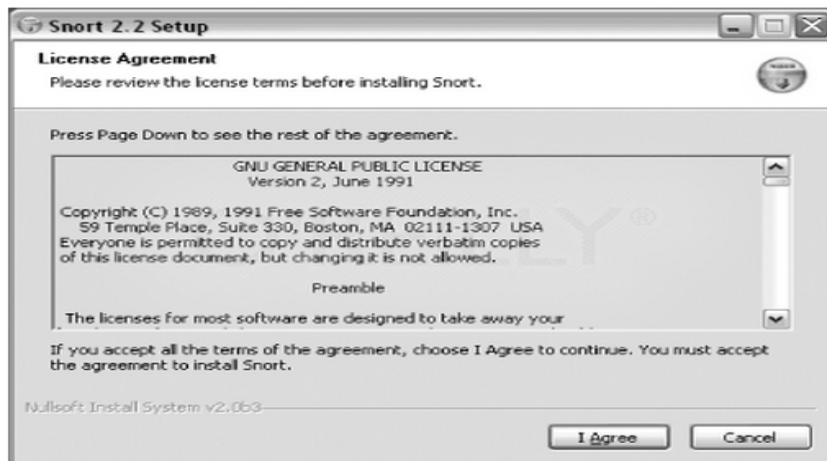 Snort 2.2 Setup
License Agreement
Please review the license terms before installing Snort.
Press Page Down to see the rest of the agreement.
GNU GENERAL PUBLIC LICENSE
Version 2, June 1991
Copyright (C) 1989, 1991 Free Software Foundation, Inc.
59 Temple Place, Suite 330, Boston, MA 02111-1307 USA
Everyone is permitted to copy and distribute verbatim copies
of this license document, but changing it is not allowed.
Preamble
The licenses for most software are designed to take away your
If you accept all the terms of the agreement, choose I Agree to continue. You must accept
the agreement to install Snort.
Nullsoft Install System v2.0b3
I Agree
Cancel